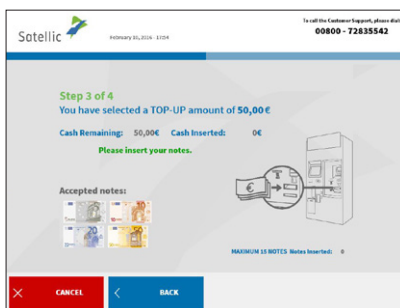 To call the Customer Support, please dial:
00800 - 72835542
Satellic
February 10, 2016 - 17:04
Step 3 of 4
You have selected a TOP-UP amount of 50,00 €
Cash Remaining: 50,00€ Cash Inserted: 0€
Please insert your notes.
Accepted notes:
MAXIMUM 15 NOTES Notes Inserted: 0
CANCEL
BACK